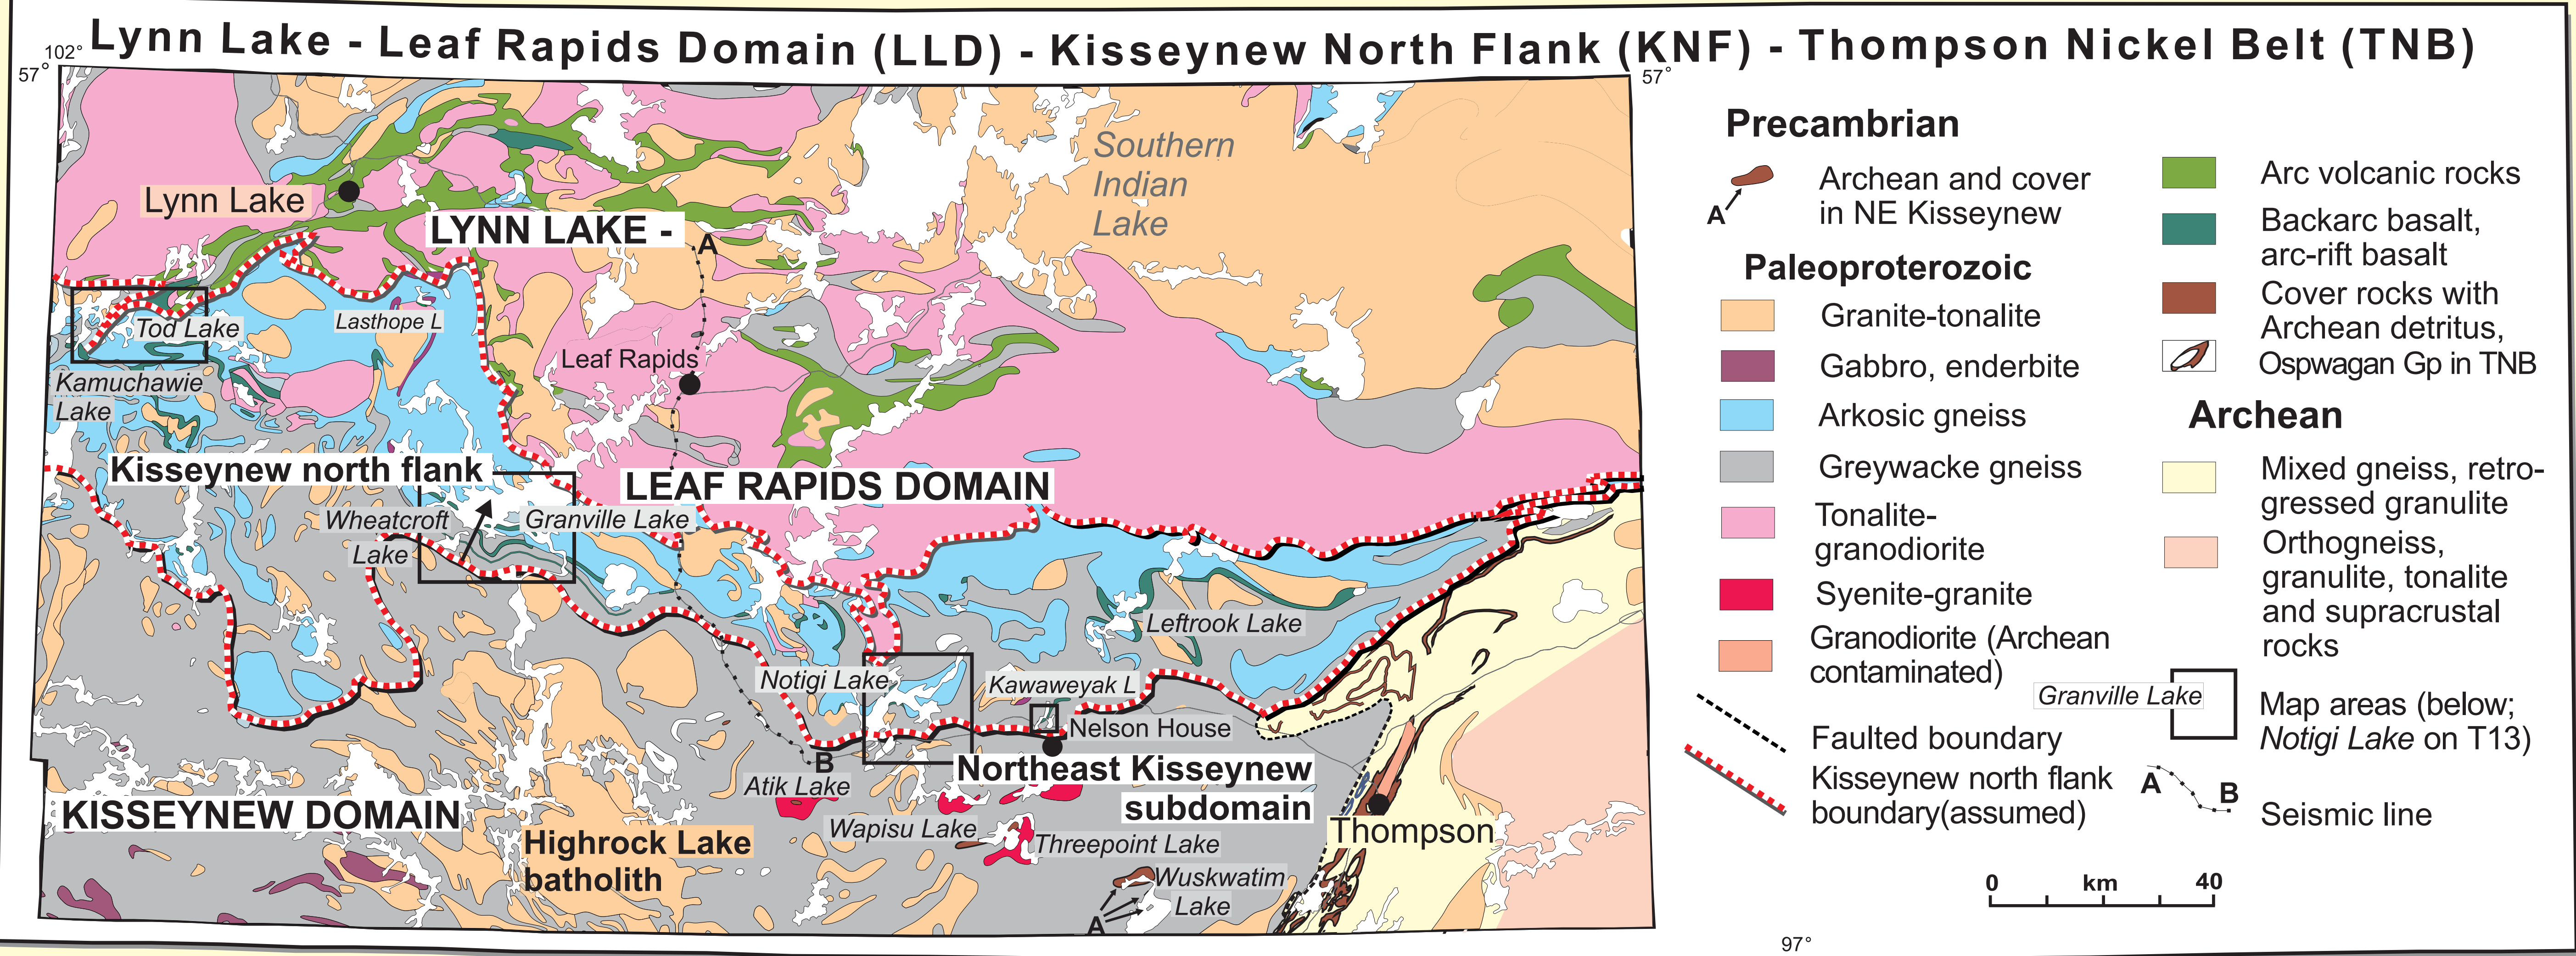 Lynn Lake - Leaf Rapids Domain (LLD) - Kisseynew North Flank (KNF) - Thompson Nickel Belt (TNB)
102°
57°
57°
Southern
Indian
Lake
Lynn Lake
LYNN LAKE -
A
Tod Lake
Lasthope L
Leaf Rapids
Kamuchawie
Lake
Kisseynew north flank
LEAF RAPIDS DOMAIN
Wheatcroft
Lake
Granville Lake
Leftrook Lake
Notigi Lake
Kawaweyak L
Nelson House
B
Atik Lake
Northeast Kisseynew
subdomain
KISSEYNEW DOMAIN
Highrock Lake
batholith
Wapisu Lake
Threepoint Lake
Thompson
Wuskwatim
Lake
A
97°
Precambrian
A
Archean and cover
in NE Kisseynew
Paleoproterozoic
Granite-tonalite
Gabbro, enderbite
Arkosic gneiss
Greywacke gneiss
Tonalite-
granodiorite
Syenite-granite
Granodiorite (Archean
contaminated)
Faulted boundary
Kisseynew north flank
boundary(assumed)
Arc volcanic rocks
Backarc basalt,
arc-rift basalt
Cover rocks with
Archean detritus,
Ospwagan Gp in TNB
Archean
Mixed gneiss, retro-
gressed granulite
Orthogneiss,
granulite, tonalite
and supracrustal
rocks
Granville Lake
Map areas (below;
Notigi Lake on T13)
A
B
Seismic line
0 km 40